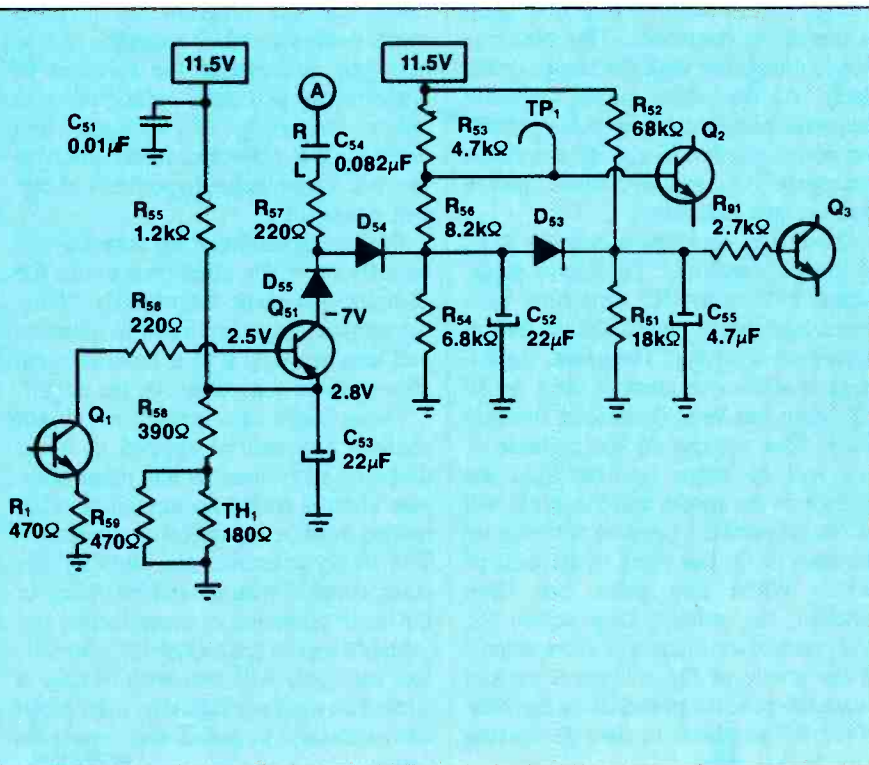 11.5V
11.5V
A
C51
0.01µF
R
C54
0.082µF
L
R53
4.7kΩ
TP1
R52
68kΩ
Q2
R55
1.2kΩ
R57
220Ω
R56
8.2kΩ
D54
D53
Q3
R91
2.7kΩ
D55
R56
220Ω
Q51
-7V
2.5V
R54
6.8kΩ
C52
22µF
R51
18kΩ
C55
4.7µF
2.8V
Q1
R58
390Ω
C53
22µF
R1
470Ω
R59
470Ω
TH1
180Ω